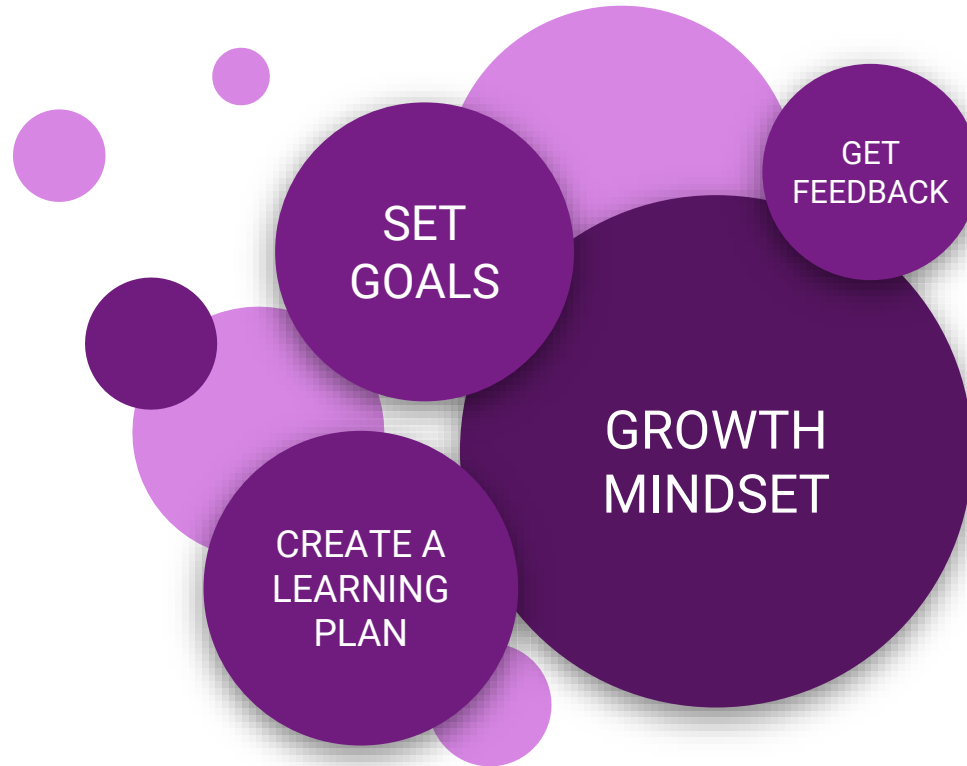 SET
GOALS
GET
FEEDBACK
GROWTH
MINDSET
CREATE A
LEARNING
PLAN